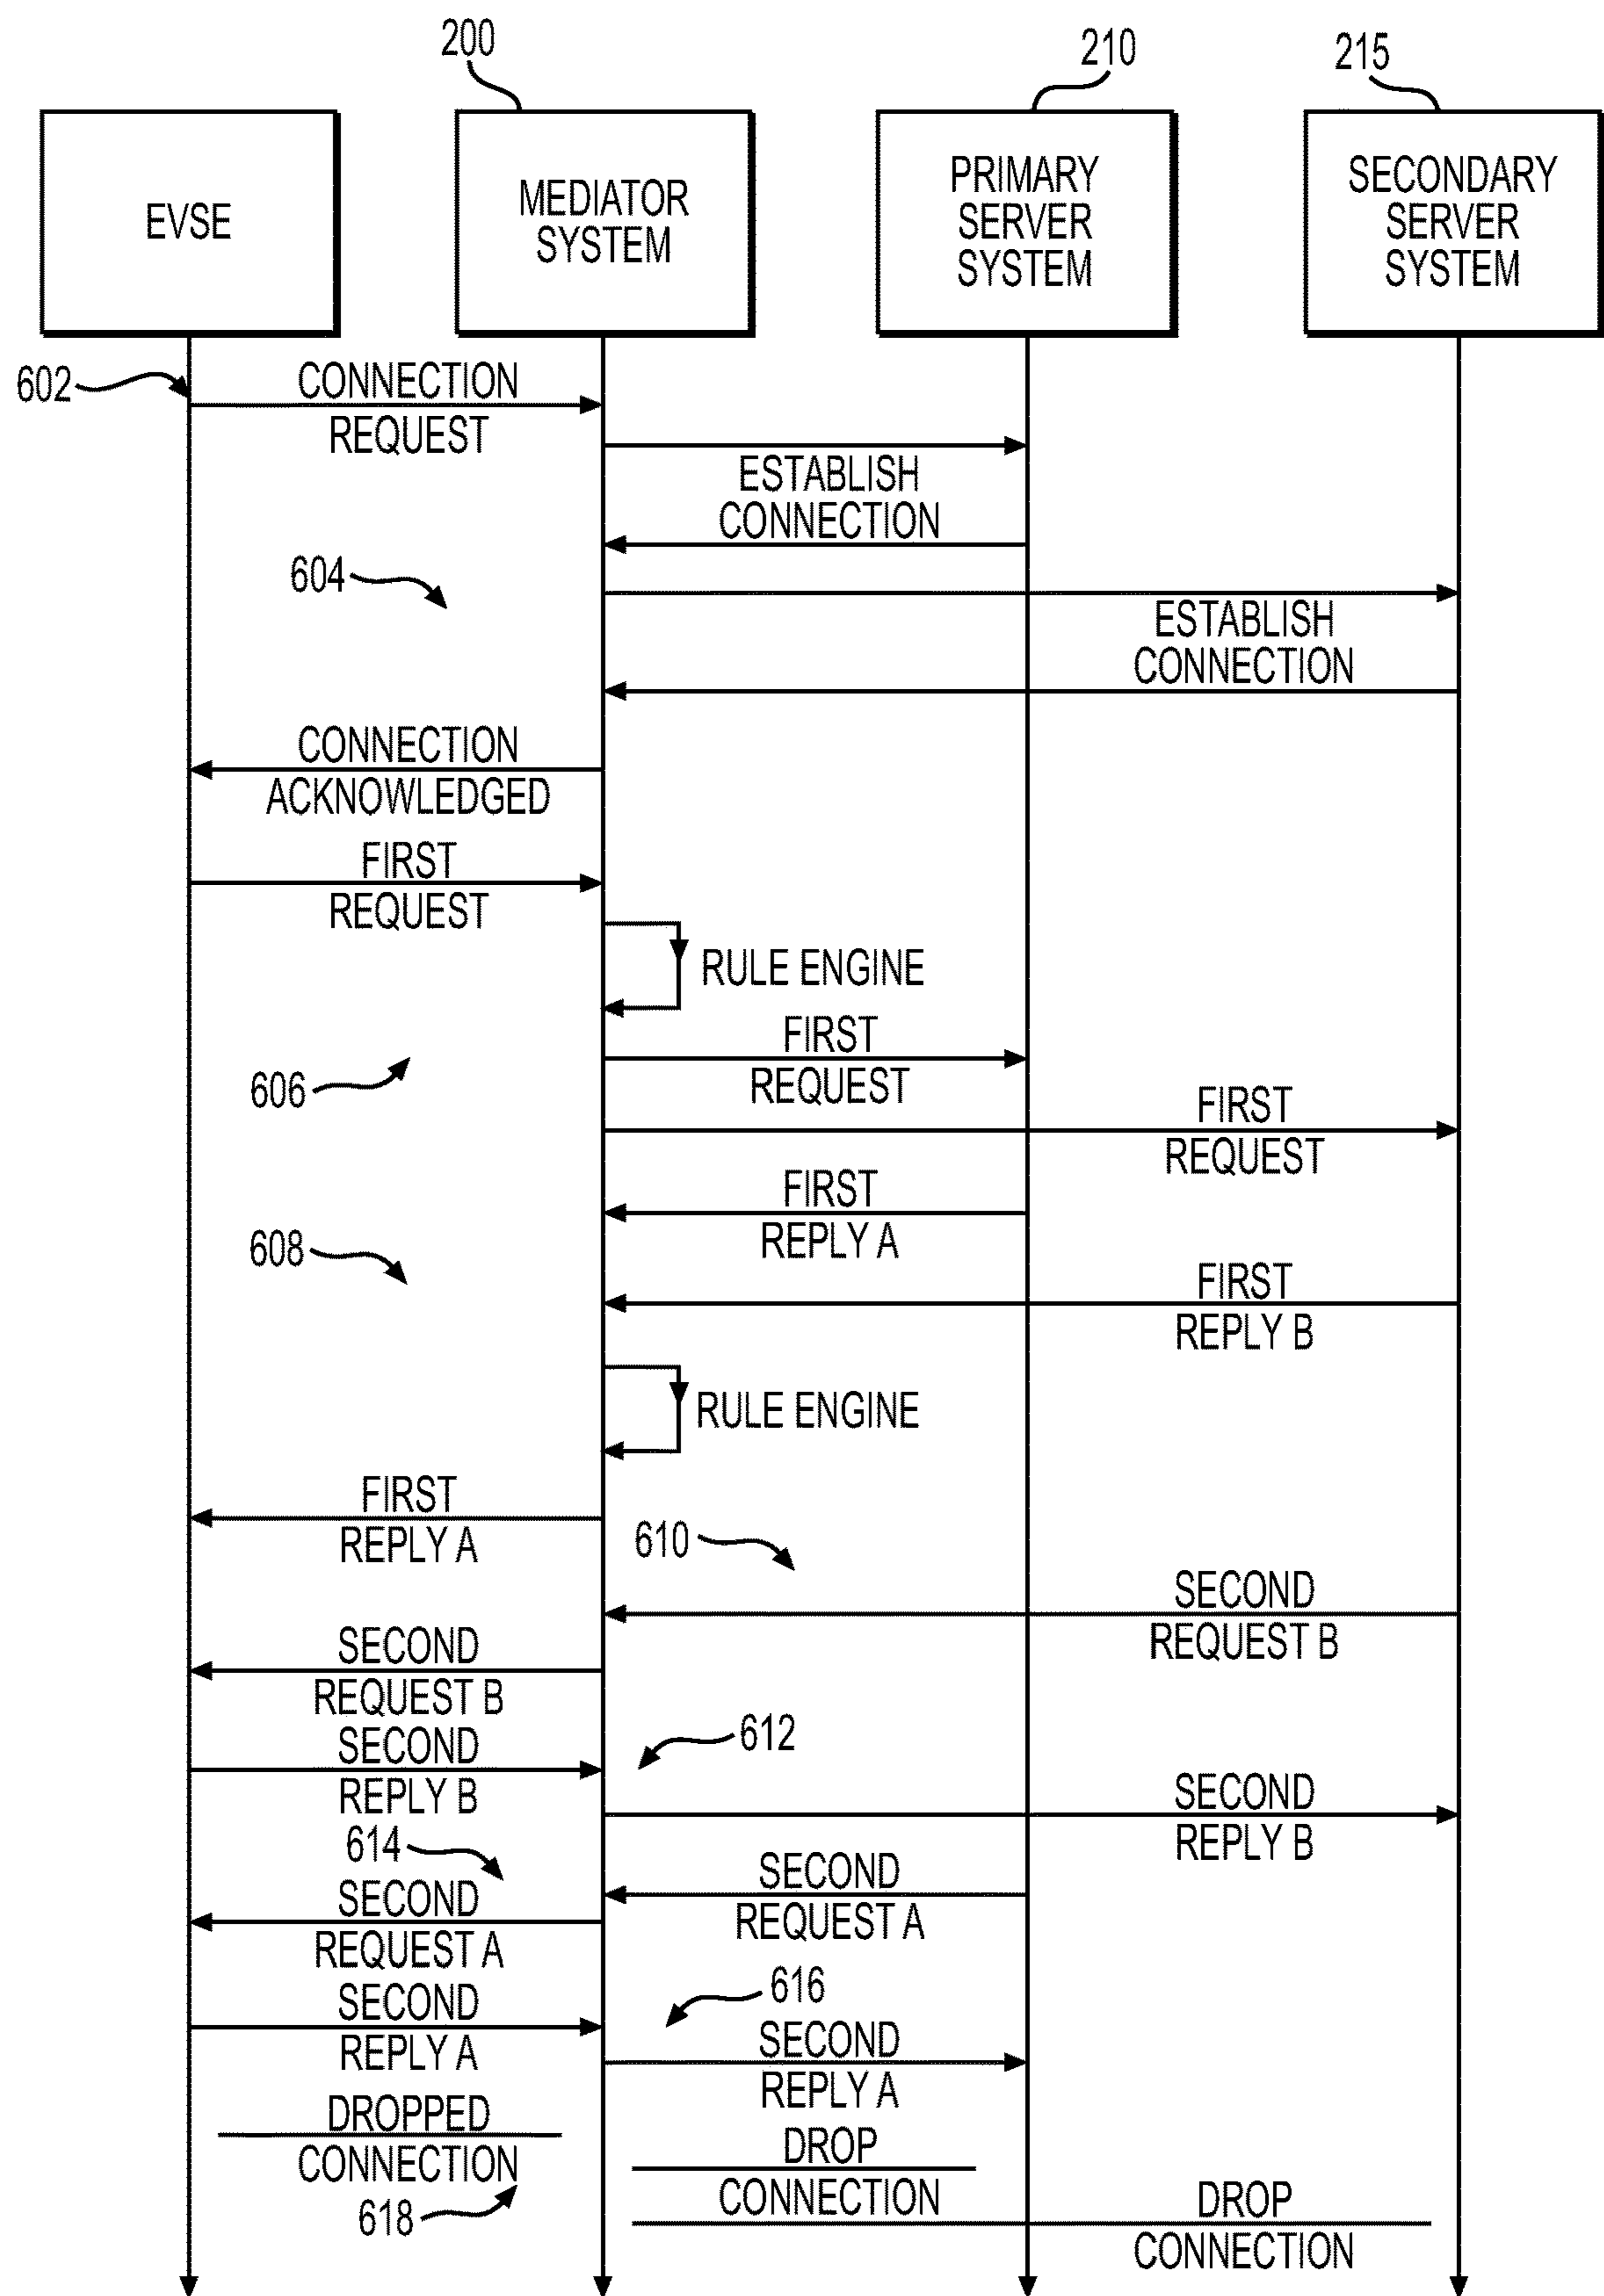 200
210
215
EVSE
MEDIATOR
SYSTEM
PRIMARY
SERVER
SYSTEM
SECONDARY
SERVER
SYSTEM
602
CONNECTION
REQUEST
ESTABLISH
CONNECTION
604
ESTABLISH
CONNECTION
CONNECTION
ACKNOWLEDGED
FIRST
REQUEST
RULE ENGINE
FIRST
REQUEST
606
FIRST
REQUEST
FIRST
REPLY A
608
FIRST
REPLY B
RULE ENGINE
FIRST
REPLY A
610
SECOND
REQUEST B
SECOND
REQUEST B
612
SECOND
REPLY B
SECOND
REPLY B
614
SECOND
REQUEST A
SECOND
REQUEST A
616
SECOND
REPLY A
SECOND
REPLY A
DROPPED
CONNECTION
618
DROP
CONNECTION
DROP
CONNECTION